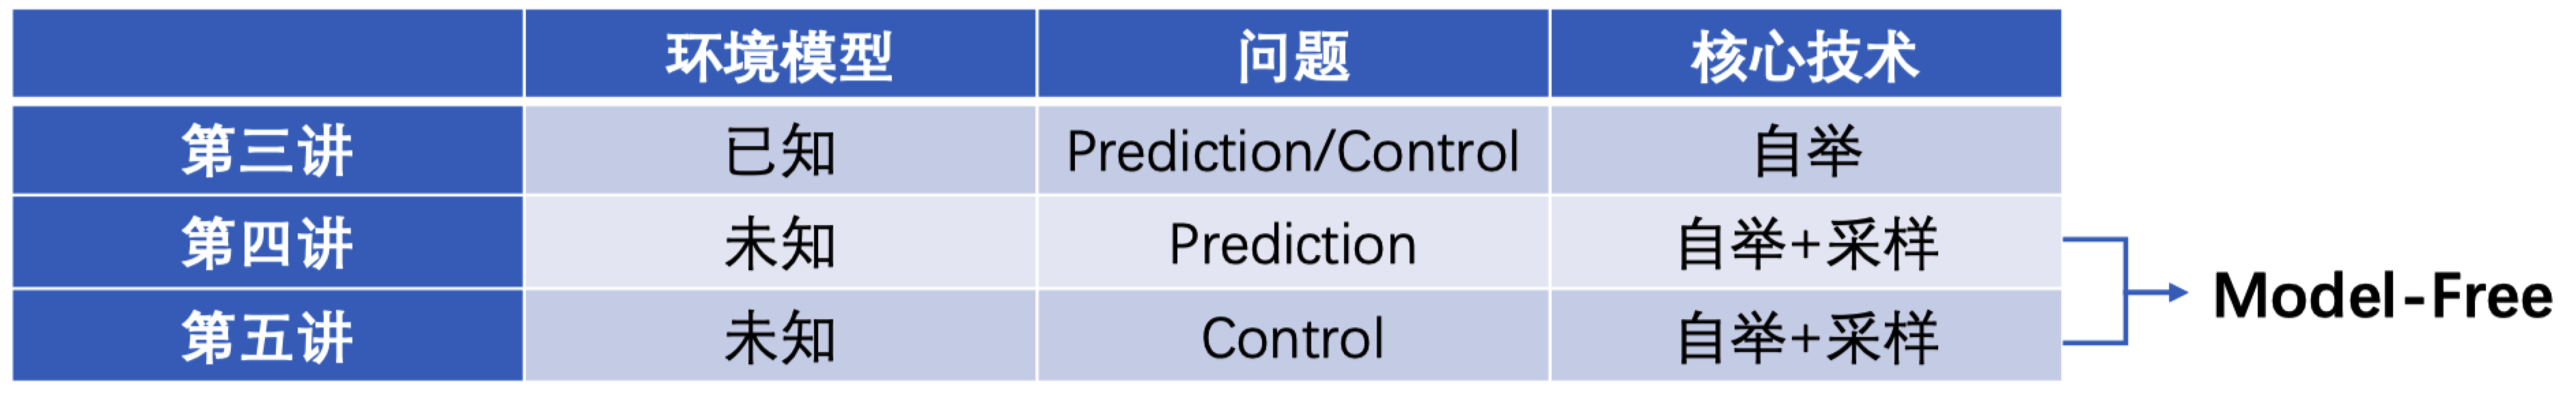 环境模型 问题 核心技术
第三讲 已知 Prediction/Control 自举
第四讲 未知 Prediction 自举+采样
第五讲 未知 Control 自举+采样
Model-Free